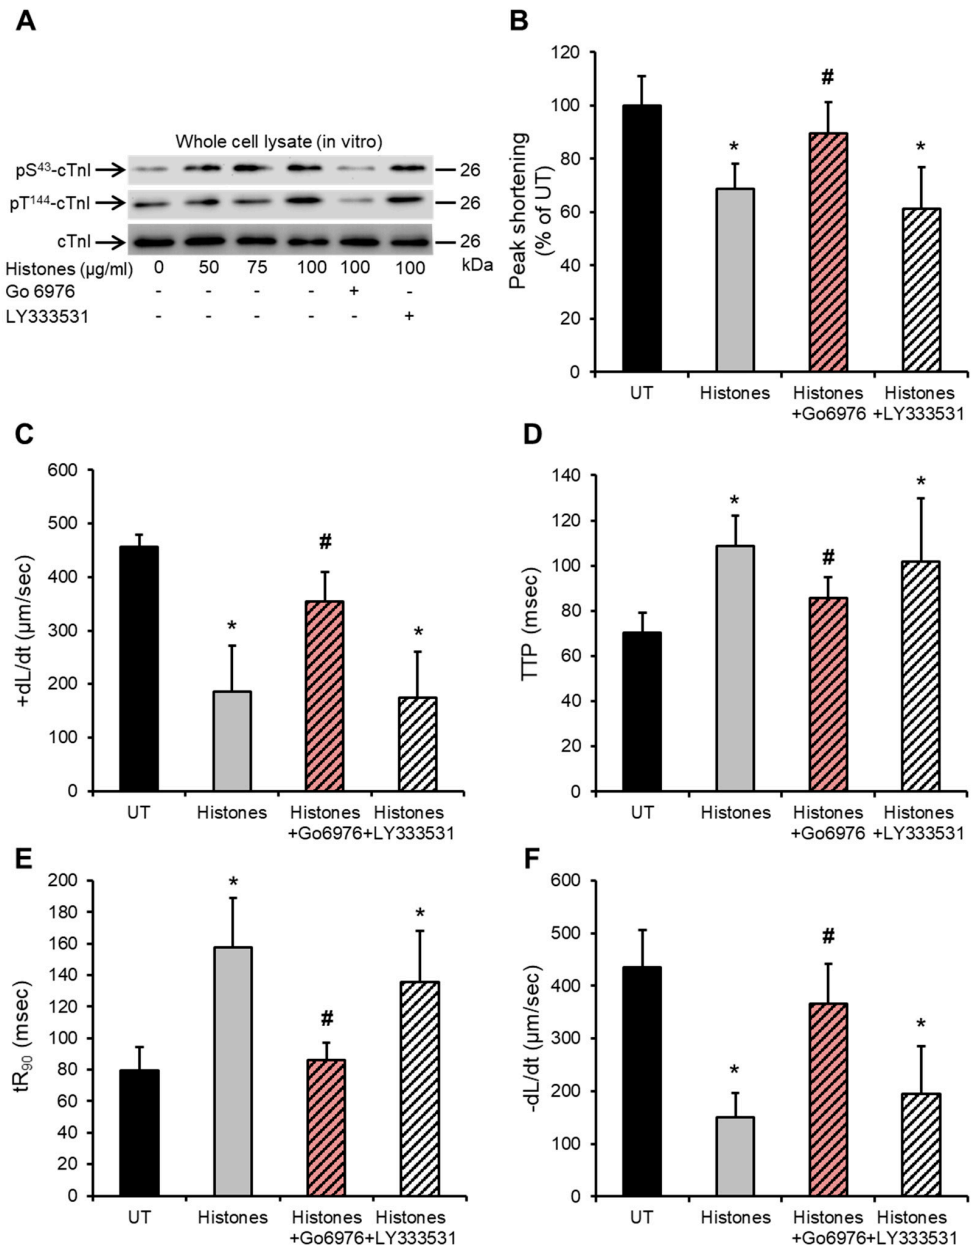 A
Whole cell lysate (in vitro)
pS43-cTnI 26
pT144-cTnI 26
cTnI 26
Histones (µg/ml) 0 50 75 100 100 100 kDa
Go 6976 - - - - + -
LY333531 - - - - - +
B
Peak shortening
(% of UT)
120
100
80
60
40
20
0
*
#
*
UT Histones Histones Histones
+Go6976 +LY333531
C
+dL/dt (µm/sec)
600
500
400
300
200
100
0
*
#
*
UT Histones Histones Histones
+Go6976+LY333531
D
TTP (msec)
140
120
100
80
60
40
20
0
*
#
*
UT Histones Histones Histones
+Go6976 +LY333531
E
tR90 (msec)
200
180
160
140
120
100
80
60
40
20
0
*
#
*
UT Histones Histones Histones
+Go6976+LY333531
F
-dL/dt (µm/sec)
600
500
400
300
200
100
0
*
#
*
UT Histones Histones Histones
+Go6976+LY333531